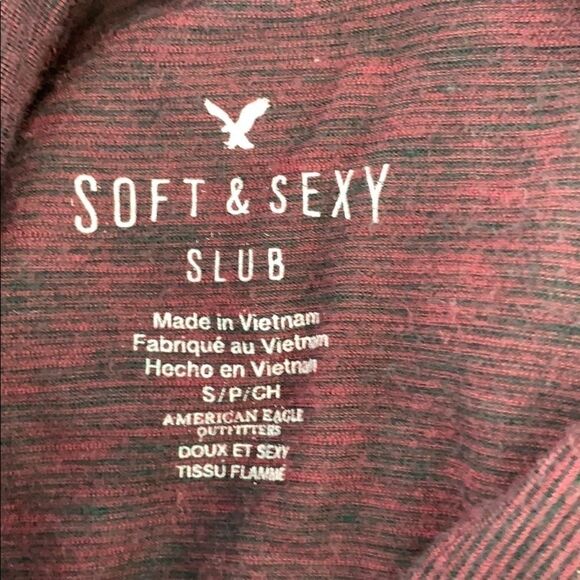 SOFT & SEXY
SLUB
Made in Vietnam
Fabriqué au Vietnam
Hecho en Vietnam
S/P/CH
AMERICAN EAGLE
OUTFITTERS
DOUX ET SEXY
TISSU FLAMMÉ